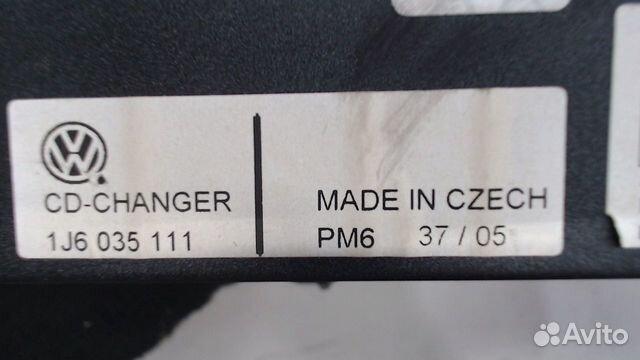 CD-CHANGER
1J6 035 111
MADE IN CZECH
PM6 37 / 05
Avito